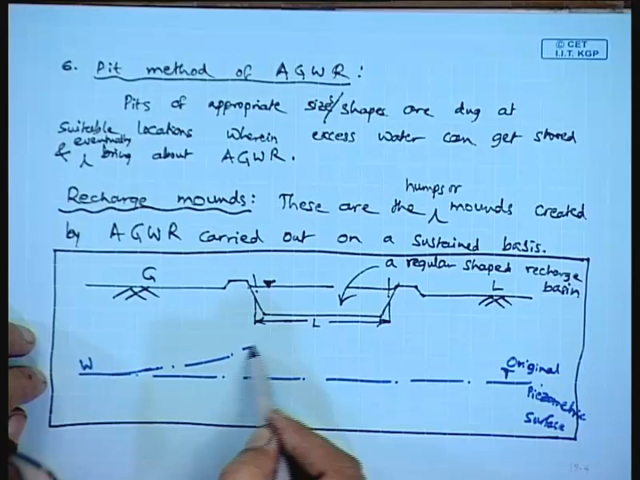 © CET
I.I.T. KGP
6. Pit method of AGWR:
Pits of appropriate sizes/shapes are dug at
suitable locations wherein excess water can get stored
& eventually bring about AGWR.
Recharge mounds: These are the humps or mounds created
by AGWR carried out on a sustained basis.
a regular shaped recharge
basin
G
L
L
W
Original
T
Piezometric
Surface